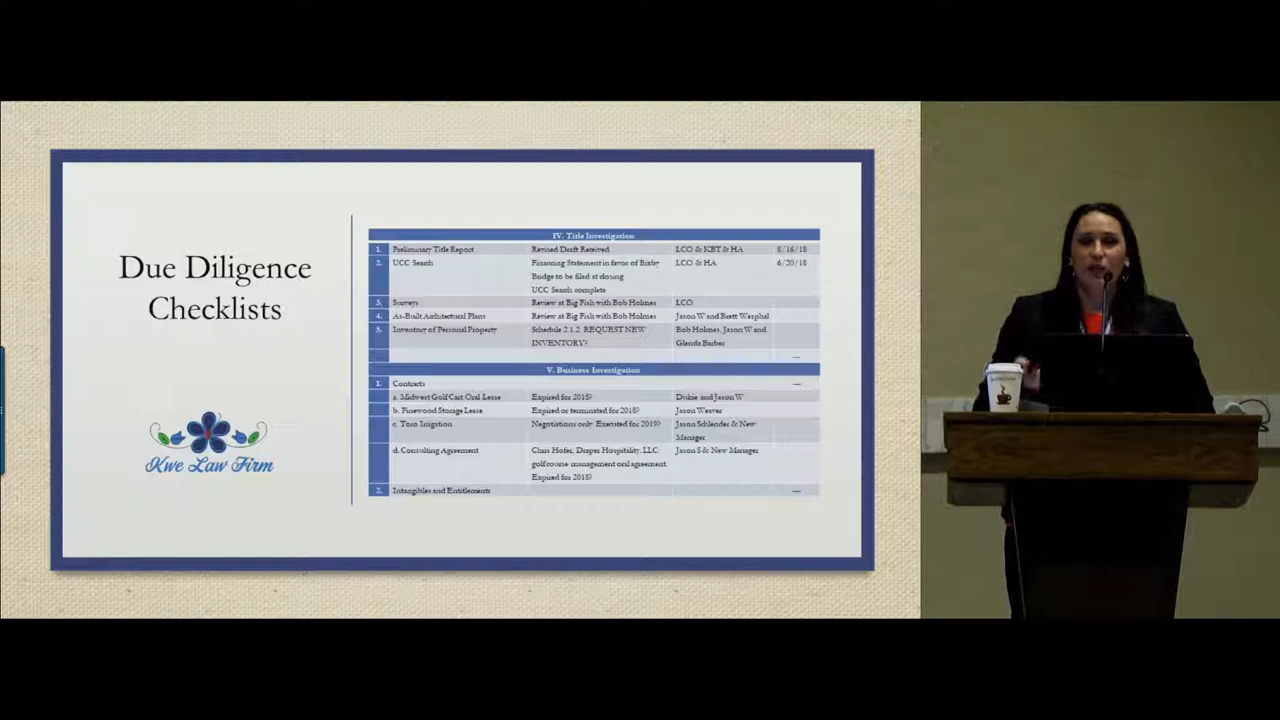 Due Diligence
Checklists
Kwe Law Firm
IV. Title Investigation
1. Preliminary Title Report Revised Draft Received LCO & KBT & HA 8/16/18
2. UCC Search Financing Statement in favor of Bixby LCO & HA 6/20/18
Bridge to be filed at closing
UCC Search complete
3. Surveys Review at Big Fish with Bob Holmes LCO
4. As-Built Architectural Plans Review at Big Fish with Bob Holmes Jason W and Brett Wesphal
5. Inventory of Personal Property Schedule 2.1.2. REQUEST NEW Bob Holmes, Jason W and
INVENTORY? Glenda Barber
---
V. Business Investigation
1. Contracts ---
a. Midwest Golf Cart Oral Lease Expired for 2018? Dukie and Jason W
b. Finewood Storage Lease Expired or terminated for 2018? Jason Weaver
c. Toro Irrigation Negotiations only. Executed for 2019? Jason Schlender & New
Manager
d. Consulting Agreement Chris Hofer, Draper Hospitality, LLC: Jason S & New Manager
golf course management oral agreement.
Expired for 2018?
2. Intangibles and Entitlements ---